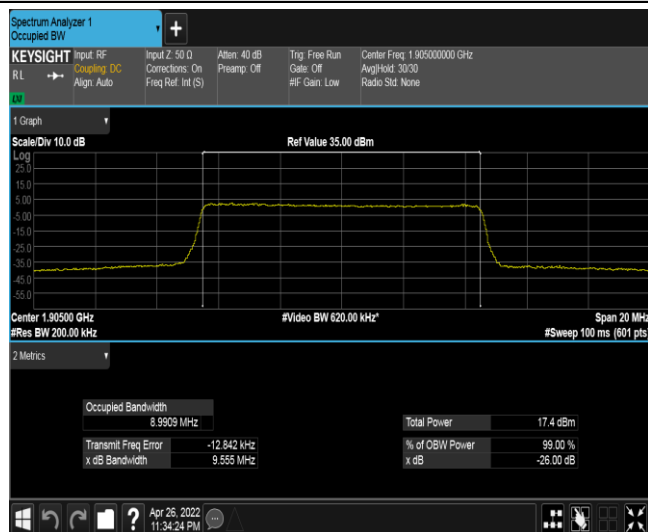 Spectrum Analyzer 1
Occupied BW
+
KEYSIGHT Input: RF Input Z: 50 Ω Atten: 40 dB Trig: Free Run Center Freq: 1.905000000 GHz
RL Coupling: DC Corrections: On Preamp: Off Gate: Off Avg|Hold: 30/30
Align: Auto Freq Ref: Int (S) #IF Gain: Low Radio Std: None
1 Graph
Scale/Div 10.0 dB Ref Value 35.00 dBm
Log
25.0
15.0
5.00
-5.00
-15.0
-25.0
-35.0
-45.0
-55.0
Center 1.90500 GHz #Video BW 620.00 kHz* Span 20 MHz
#Res BW 200.00 kHz #Sweep 100 ms (601 pts)
2 Metrics
Occupied Bandwidth
8.9909 MHz Total Power 17.4 dBm
Transmit Freq Error -12.842 kHz % of OBW Power 99.00 %
x dB Bandwidth 9.555 MHz x dB -26.00 dB
? Apr 26, 2022
11:34:24 PM